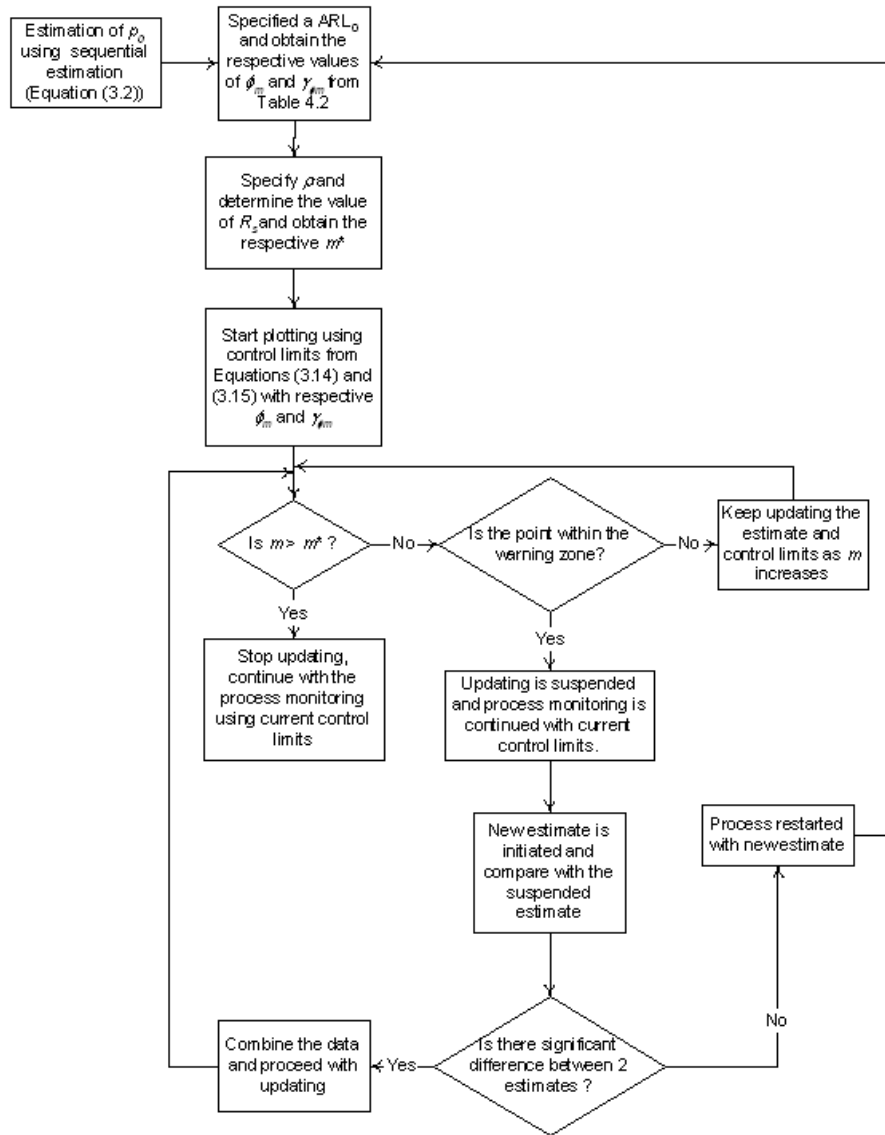 Estimation of p₀
using sequential
estimation
(Equation (3.2))
Specified a ARL₀
and obtain the
respective values
of ϕₘ and γϕₘ from
Table 4.2
Specify ρ and
determine the value
of Rₛ and obtain the
respective m*
Start plotting using
control limits from
Equations (3.14) and
(3.15) with respective
ϕₘ and γϕₘ
Is m > m* ?
No
Is the point within the
warning zone?
No
Keep updating the
estimate and
control limits as m
increases
Yes
Stop updating,
continue with the
process monitoring
using current control
limits
Yes
Updating is suspended
and process monitoring is
continued with current
control limits.
New estimate is
initiated and
compare with the
suspended
estimate
Process restarted
with newestimate
No
Is there significant
difference between 2
estimates ?
Yes
Combine the data
and proceed with
updating